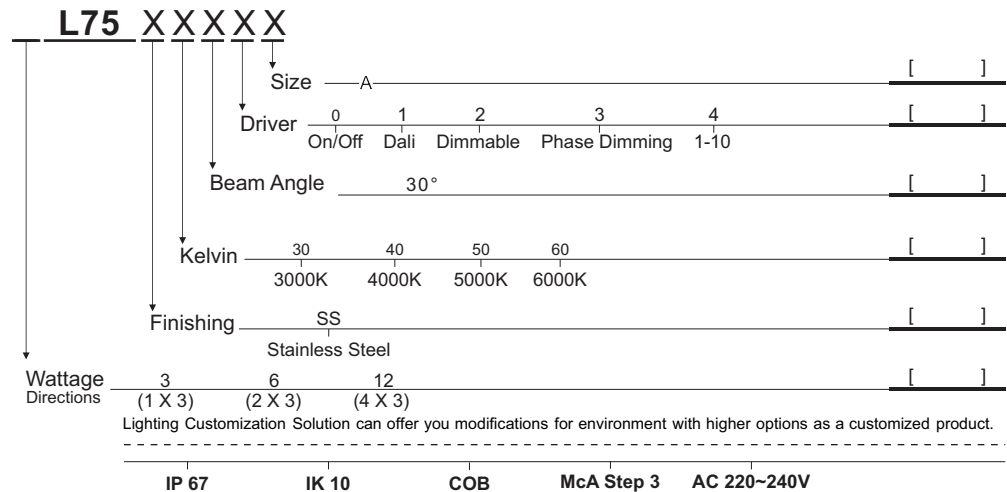 L75 X X X X X
Size A [ ]
Driver 0 1 2 3 4 [ ]
On/Off Dali Dimmable Phase Dimming 1-10
Beam Angle 30° [ ]
Kelvin 30 40 50 60 [ ]
3000K 4000K 5000K 6000K
Finishing SS [ ]
Stainless Steel
Wattage 3 6 12 [ ]
Directions (1 X 3) (2 X 3) (4 X 3)
Lighting Customization Solution can offer you modifications for environment with higher options as a customized product.
IP 67 IK 10 COB McA Step 3 AC 220~240V